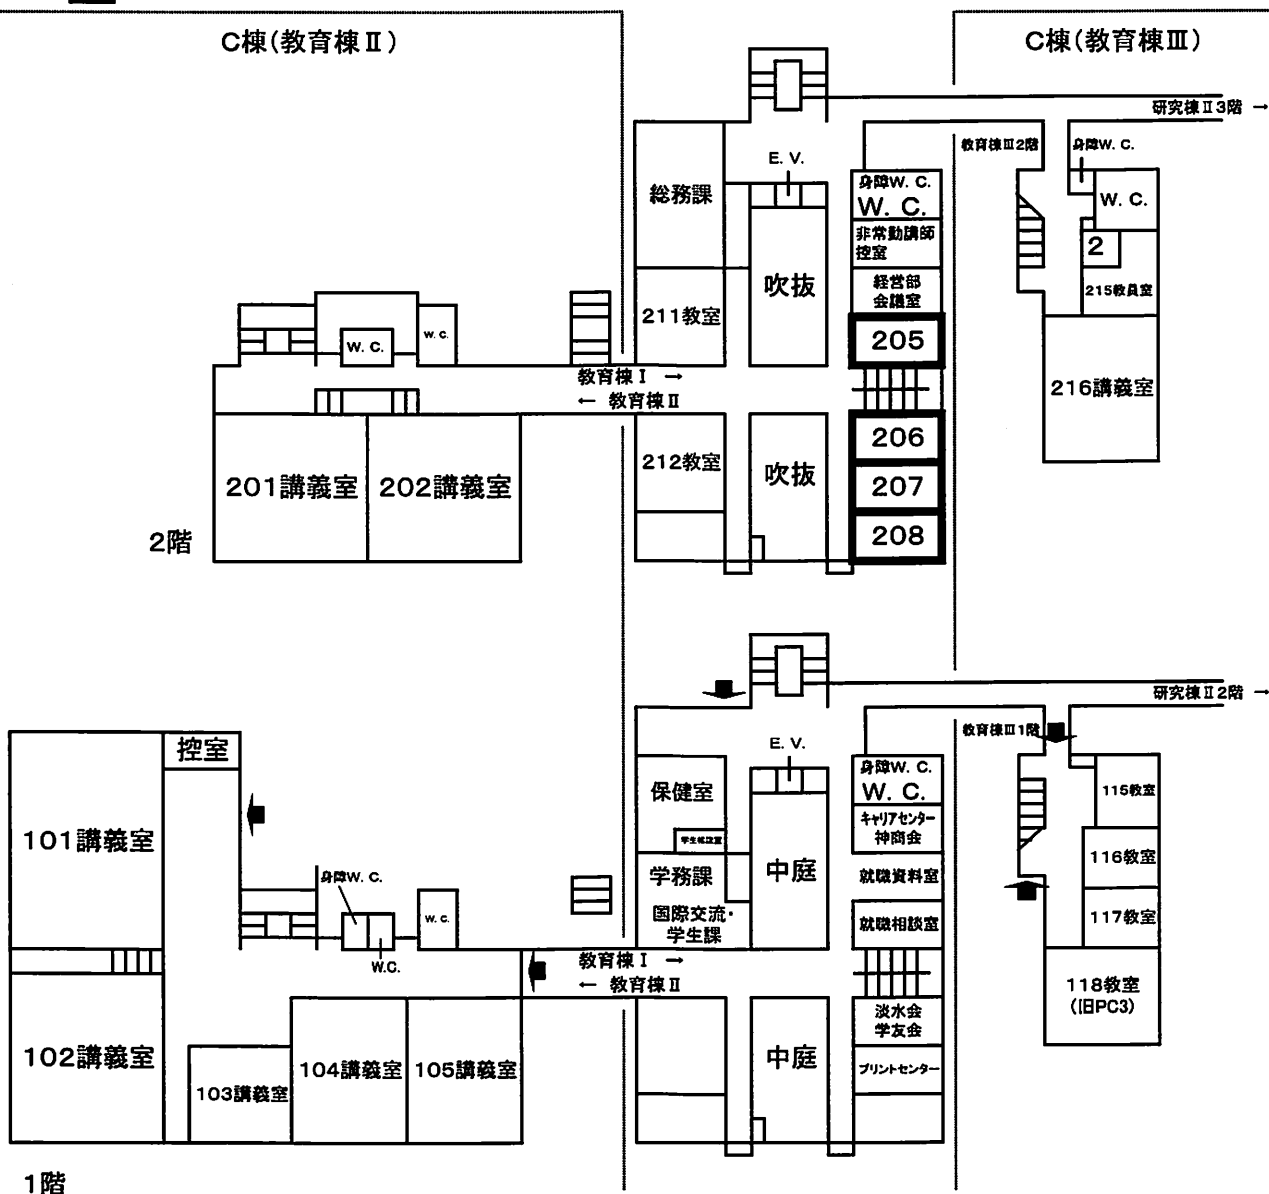 C棟(教育棟Ⅱ)
C棟(教育棟Ⅲ)
研究棟Ⅱ3階 →
教育棟Ⅲ2階
身障W. C.
E. V.
総務課
身障W. C.
W. C.
W. C.
非常勤講師
控室
2
吹抜
経営部
会議室
215教員室
211教室
205
W. C.
W. C.
教育棟Ⅰ →
← 教育棟Ⅱ
216講義室
206
212教室
吹抜
207
201講義室
202講義室
208
2階
研究棟Ⅱ2階 →
教育棟Ⅲ1階
控室
E. V.
身障W. C.
W. C.
保健室
115教室
キャリアセンター
神商会
101講義室
116教室
学務課
中庭
就職資料室
身障W. C.
国際交流・
学生課
117教室
W. C.
就職相談室
W.C.
教育棟Ⅰ →
← 教育棟Ⅱ
118教室
(旧PC3)
淡水会
学友会
102講義室
104講義室
105講義室
中庭
プリントセンター
103講義室
1階